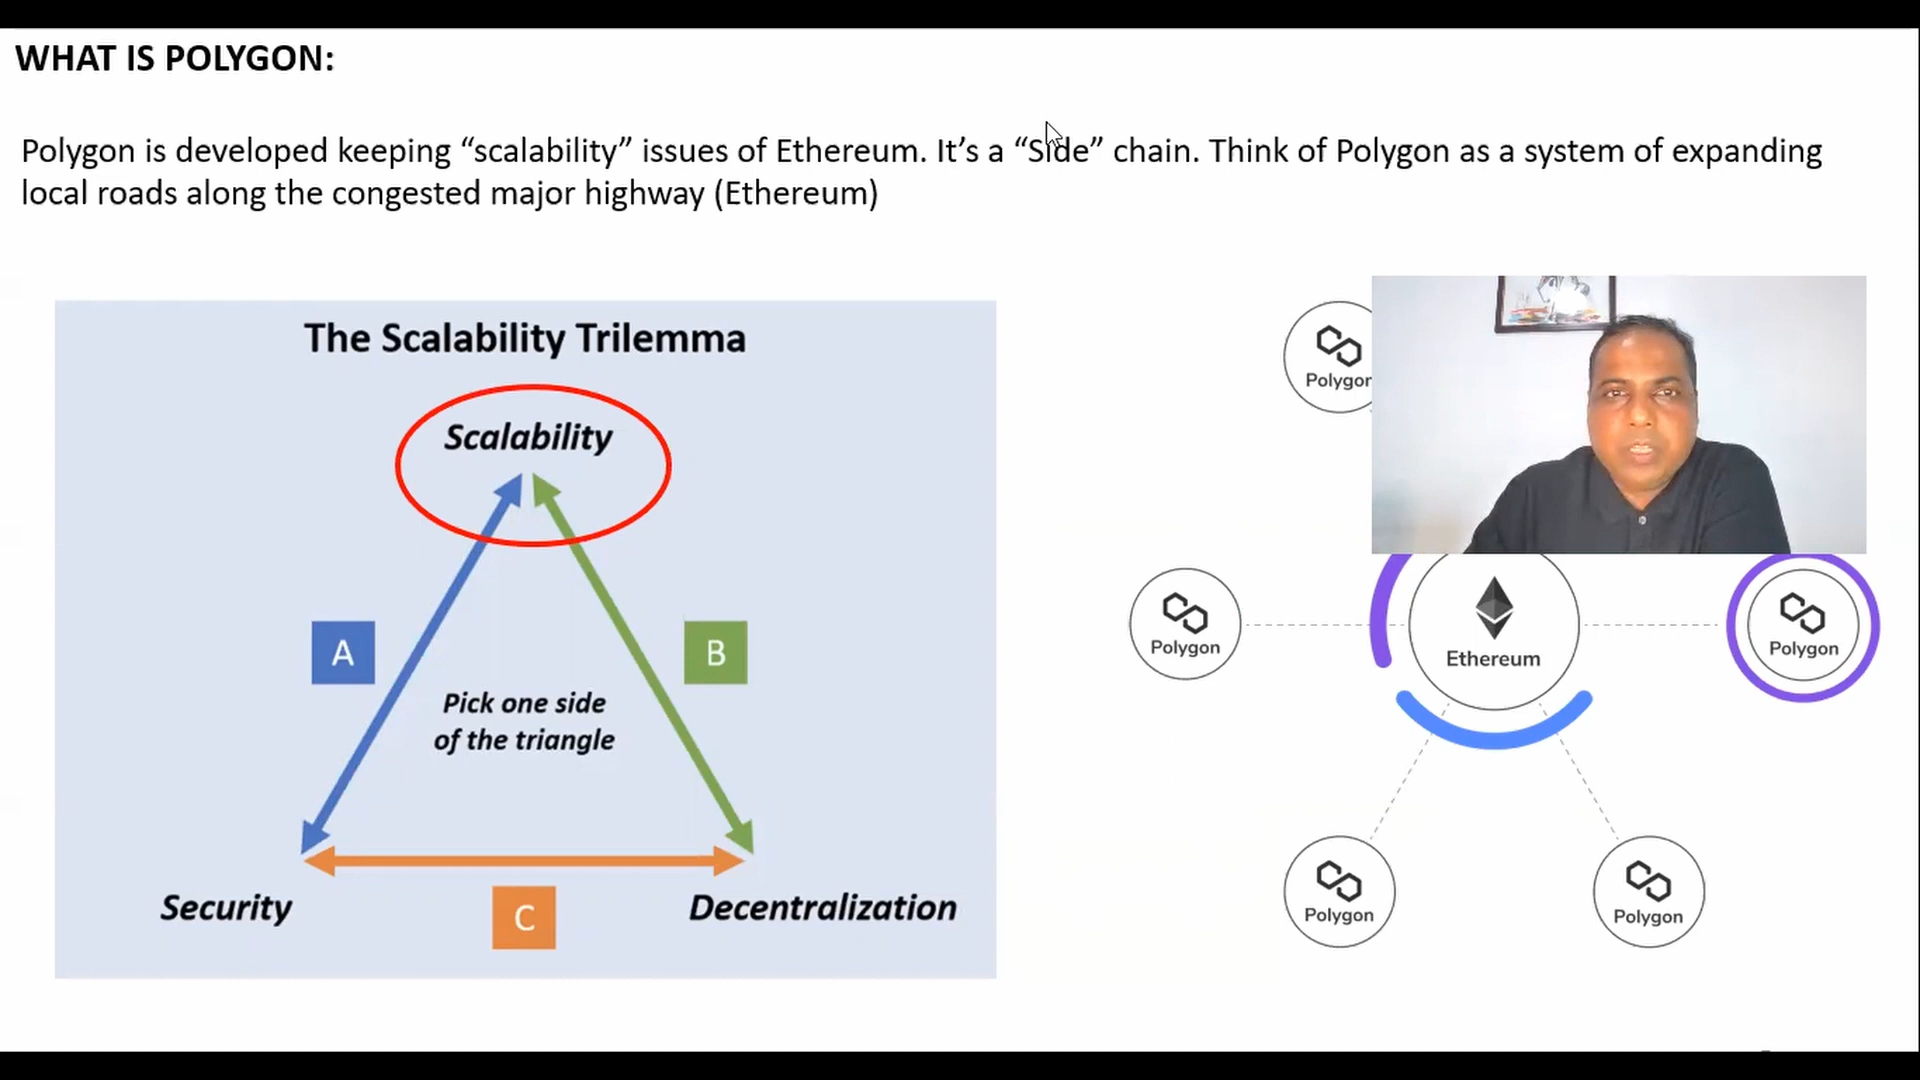 WHAT IS POLYGON:
Polygon is developed keeping “scalability” issues of Ethereum. It’s a “Side” chain. Think of Polygon as a system of expanding
local roads along the congested major highway (Ethereum)
The Scalability Trilemma
Scalability
A
B
Pick one side
of the triangle
Security
C
Decentralization
Polygon
Polygon
Ethereum
Polygon
Polygon
Polygon